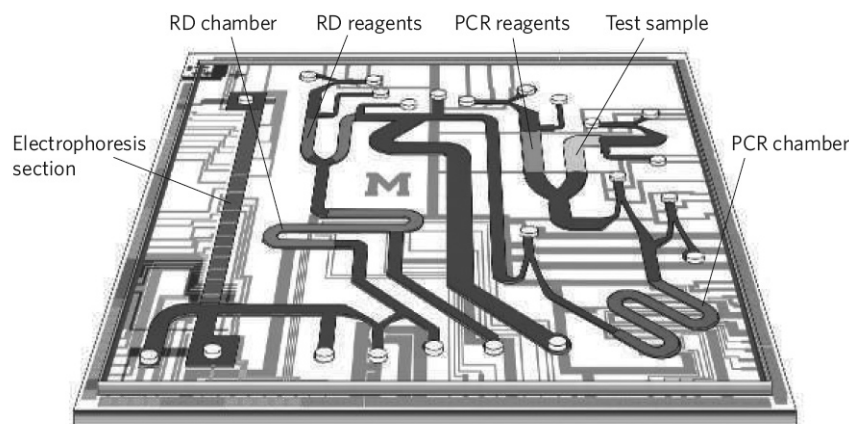 RD chamber
RD reagents
PCR reagents
Test sample
Electrophoresis
section
PCR chamber
M